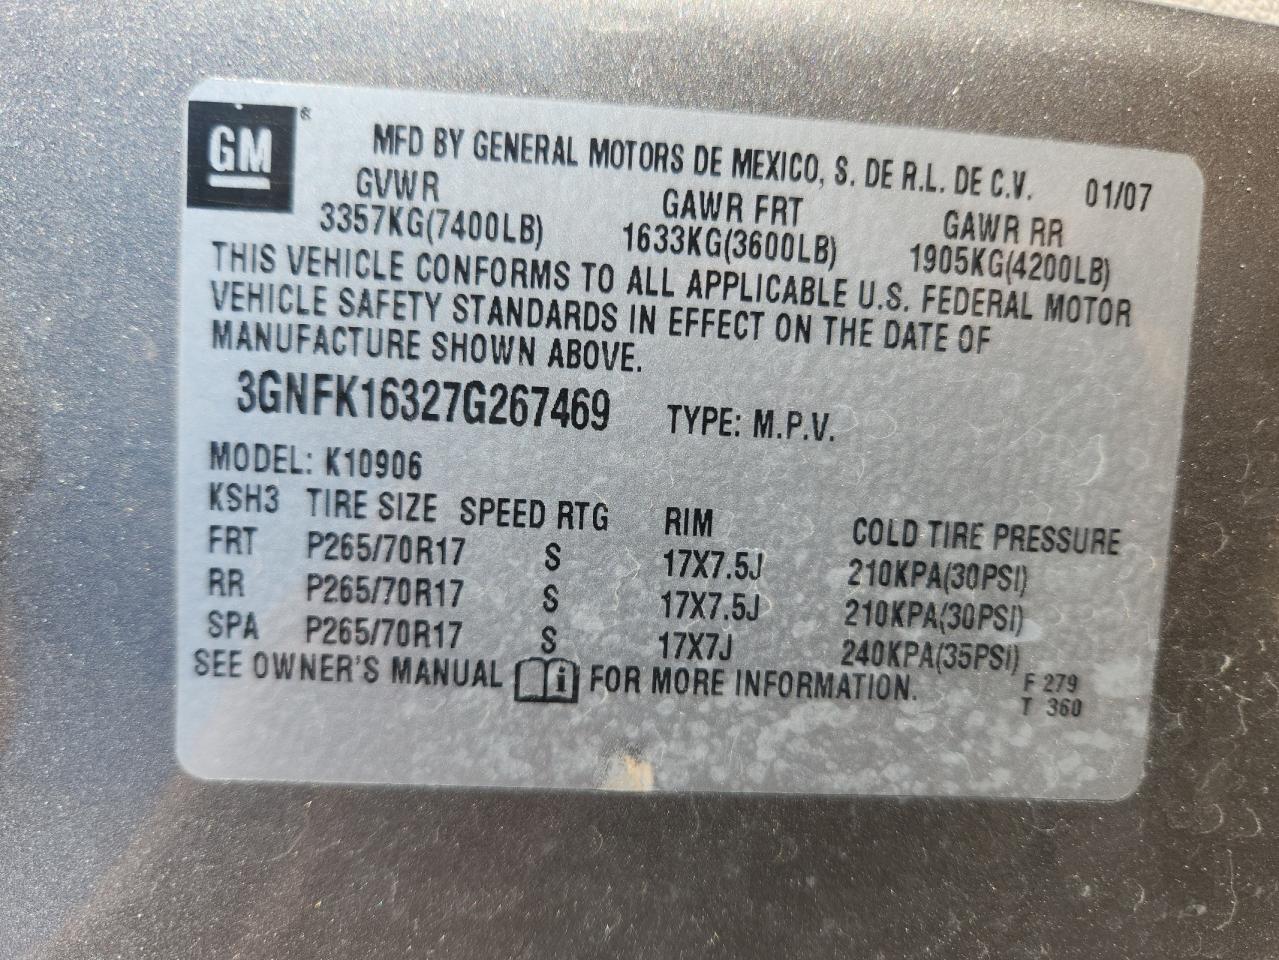 GM®
MFD BY GENERAL MOTORS DE MEXICO, S. DE R.L. DE C.V. 01/07
GVWR GAWR FRT GAWR RR
3357KG(7400LB) 1633KG(3600LB) 1905KG(4200LB)
THIS VEHICLE CONFORMS TO ALL APPLICABLE U.S. FEDERAL MOTOR
VEHICLE SAFETY STANDARDS IN EFFECT ON THE DATE OF
MANUFACTURE SHOWN ABOVE.
3GNFK16327G267469 TYPE: M.P.V.
MODEL: K10906
KSH3 TIRE SIZE SPEED RTG RIM COLD TIRE PRESSURE
FRT P265/70R17 S 17X7.5J 210KPA(30PSI)
RR P265/70R17 S 17X7.5J 210KPA(30PSI)
SPA P265/70R17 S 17X7J 240KPA(35PSI)
SEE OWNER'S MANUAL i FOR MORE INFORMATION. F 279
T 360